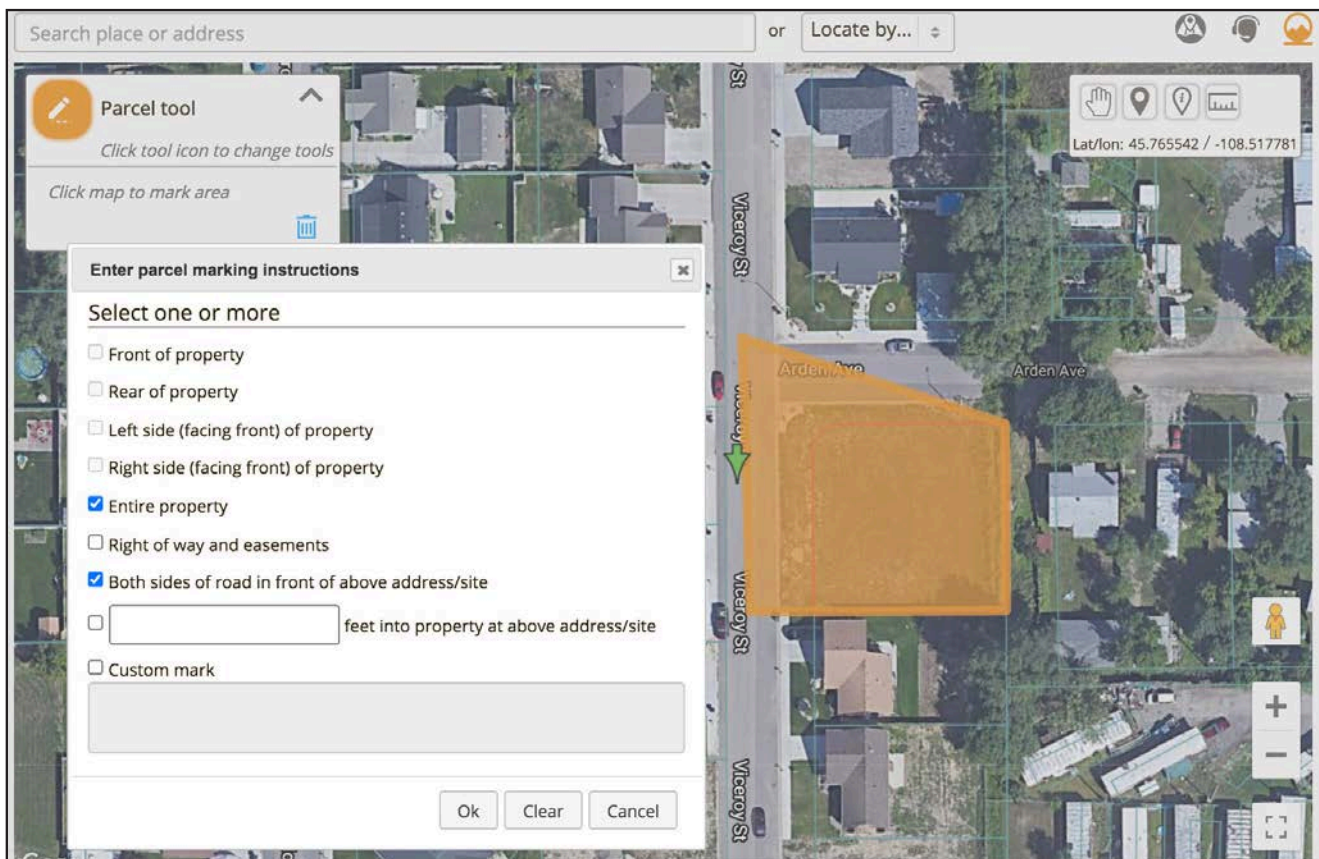 Search place or address
or
Locate by...
Parcel tool
Click tool icon to change tools
Click map to mark area
Lat/lon: 45.765542 / -108.517781
Enter parcel marking instructions
Select one or more
Front of property
Rear of property
Left side (facing front) of property
Right side (facing front) of property
Entire property
Right of way and easements
Both sides of road in front of above address/site
feet into property at above address/site
Custom mark
Ok
Clear
Cancel
Viceroy St
Arden Ave
Arden Ave
Viceroy St
Viceroy St